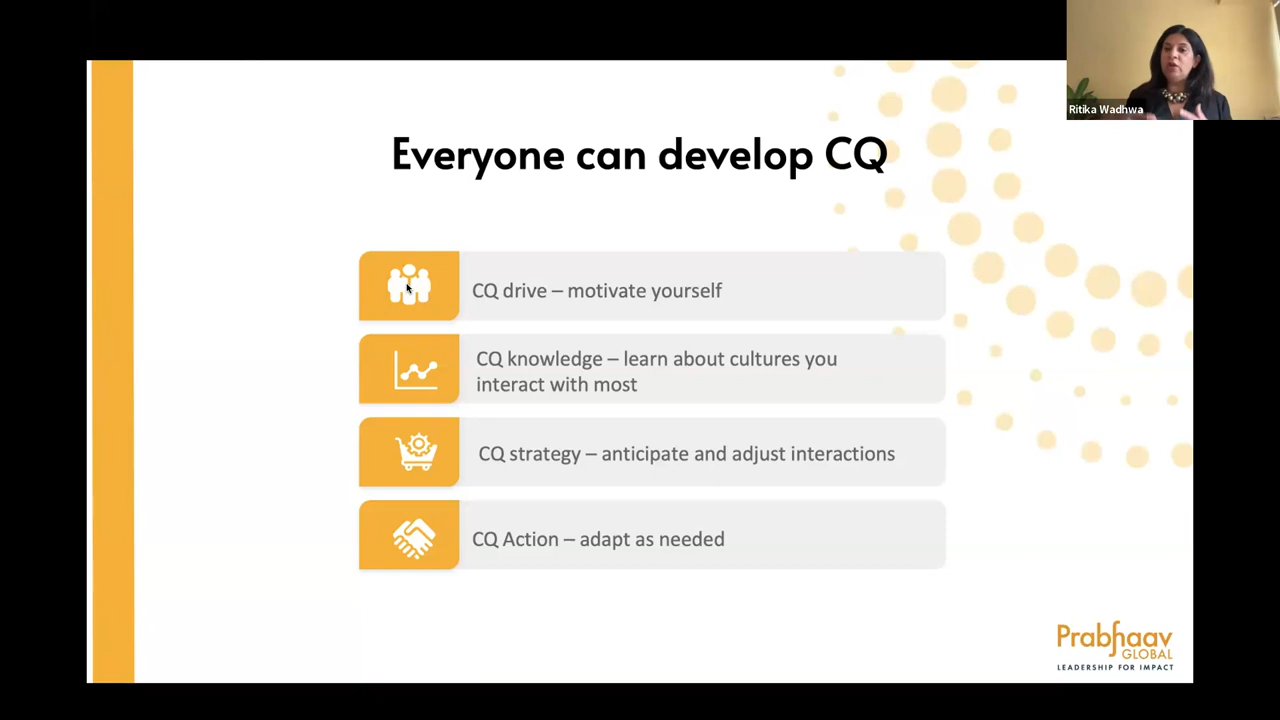 Ritika Wadhwa
Everyone can develop CQ
CQ drive – motivate yourself
CQ knowledge – learn about cultures you
interact with most
CQ strategy – anticipate and adjust interactions
CQ Action – adapt as needed
Prabhaav
GLOBAL
LEADERSHIP FOR IMPACT